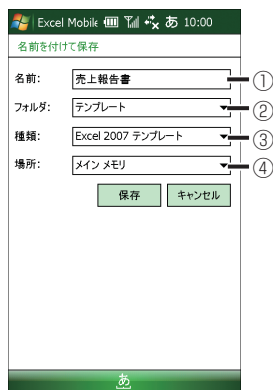 Excel Mobile あ 10:00
名前を付けて保存
名前: 売上報告書 ①
フォルダ: テンプレート ②
種類: Excel 2007 テンプレート ③
場所: メイン メモリ ④
保存 キャンセル
あ